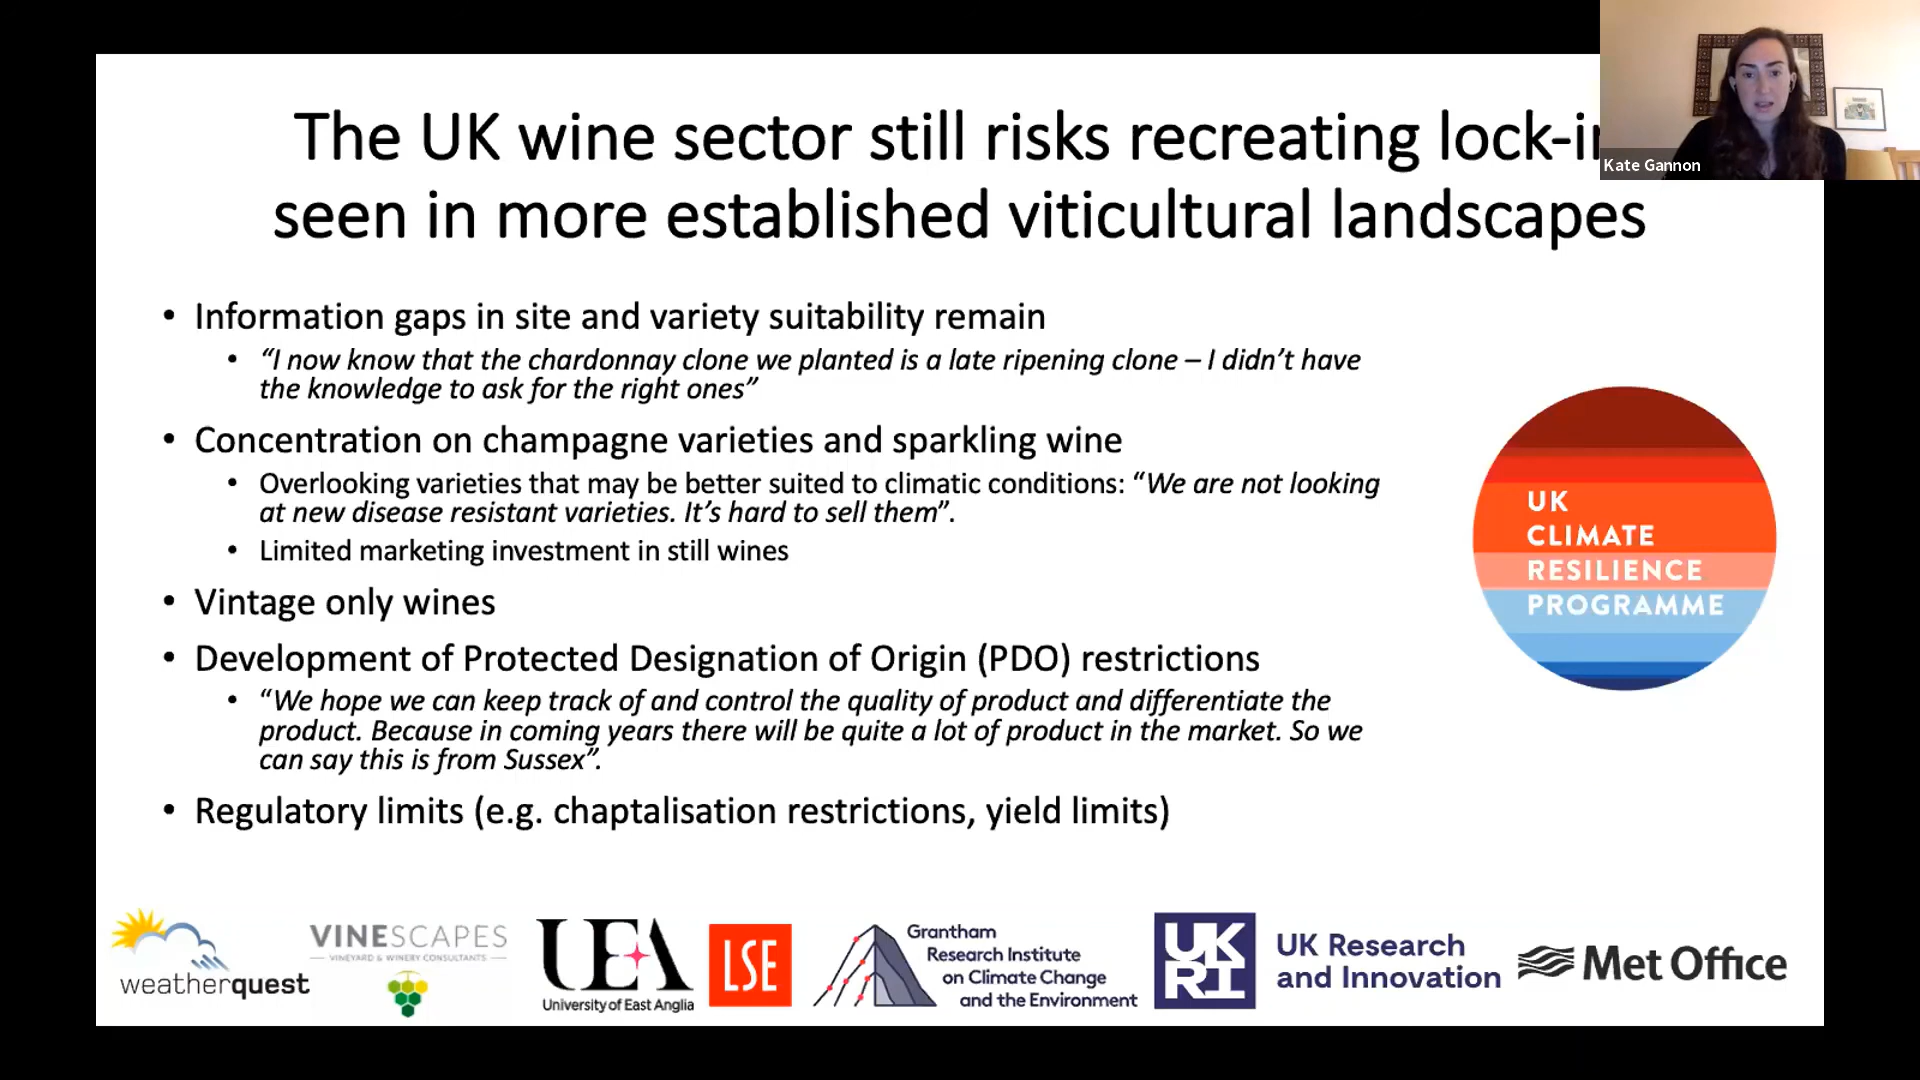 The UK wine sector still risks recreating lock-in
seen in more established viticultural landscapes
Kate Gannon
• Information gaps in site and variety suitability remain
• “I now know that the chardonnay clone we planted is a late ripening clone – I didn’t have
the knowledge to ask for the right ones”
• Concentration on champagne varieties and sparkling wine
• Overlooking varieties that may be better suited to climatic conditions: “We are not looking
at new disease resistant varieties. It’s hard to sell them”.
• Limited marketing investment in still wines
• Vintage only wines
• Development of Protected Designation of Origin (PDO) restrictions
• “We hope we can keep track of and control the quality of product and differentiate the
product. Because in coming years there will be quite a lot of product in the market. So we
can say this is from Sussex”.
• Regulatory limits (e.g. chaptalisation restrictions, yield limits)
UK
CLIMATE
RESILIENCE
PROGRAMME
weatherquest
VINESCAPES
VINEYARD & WINERY CONSULTANTS
UEA
University of East Anglia
LSE
Grantham
Research Institute
on Climate Change
and the Environment
UK
RI
UK Research
and Innovation
Met Office